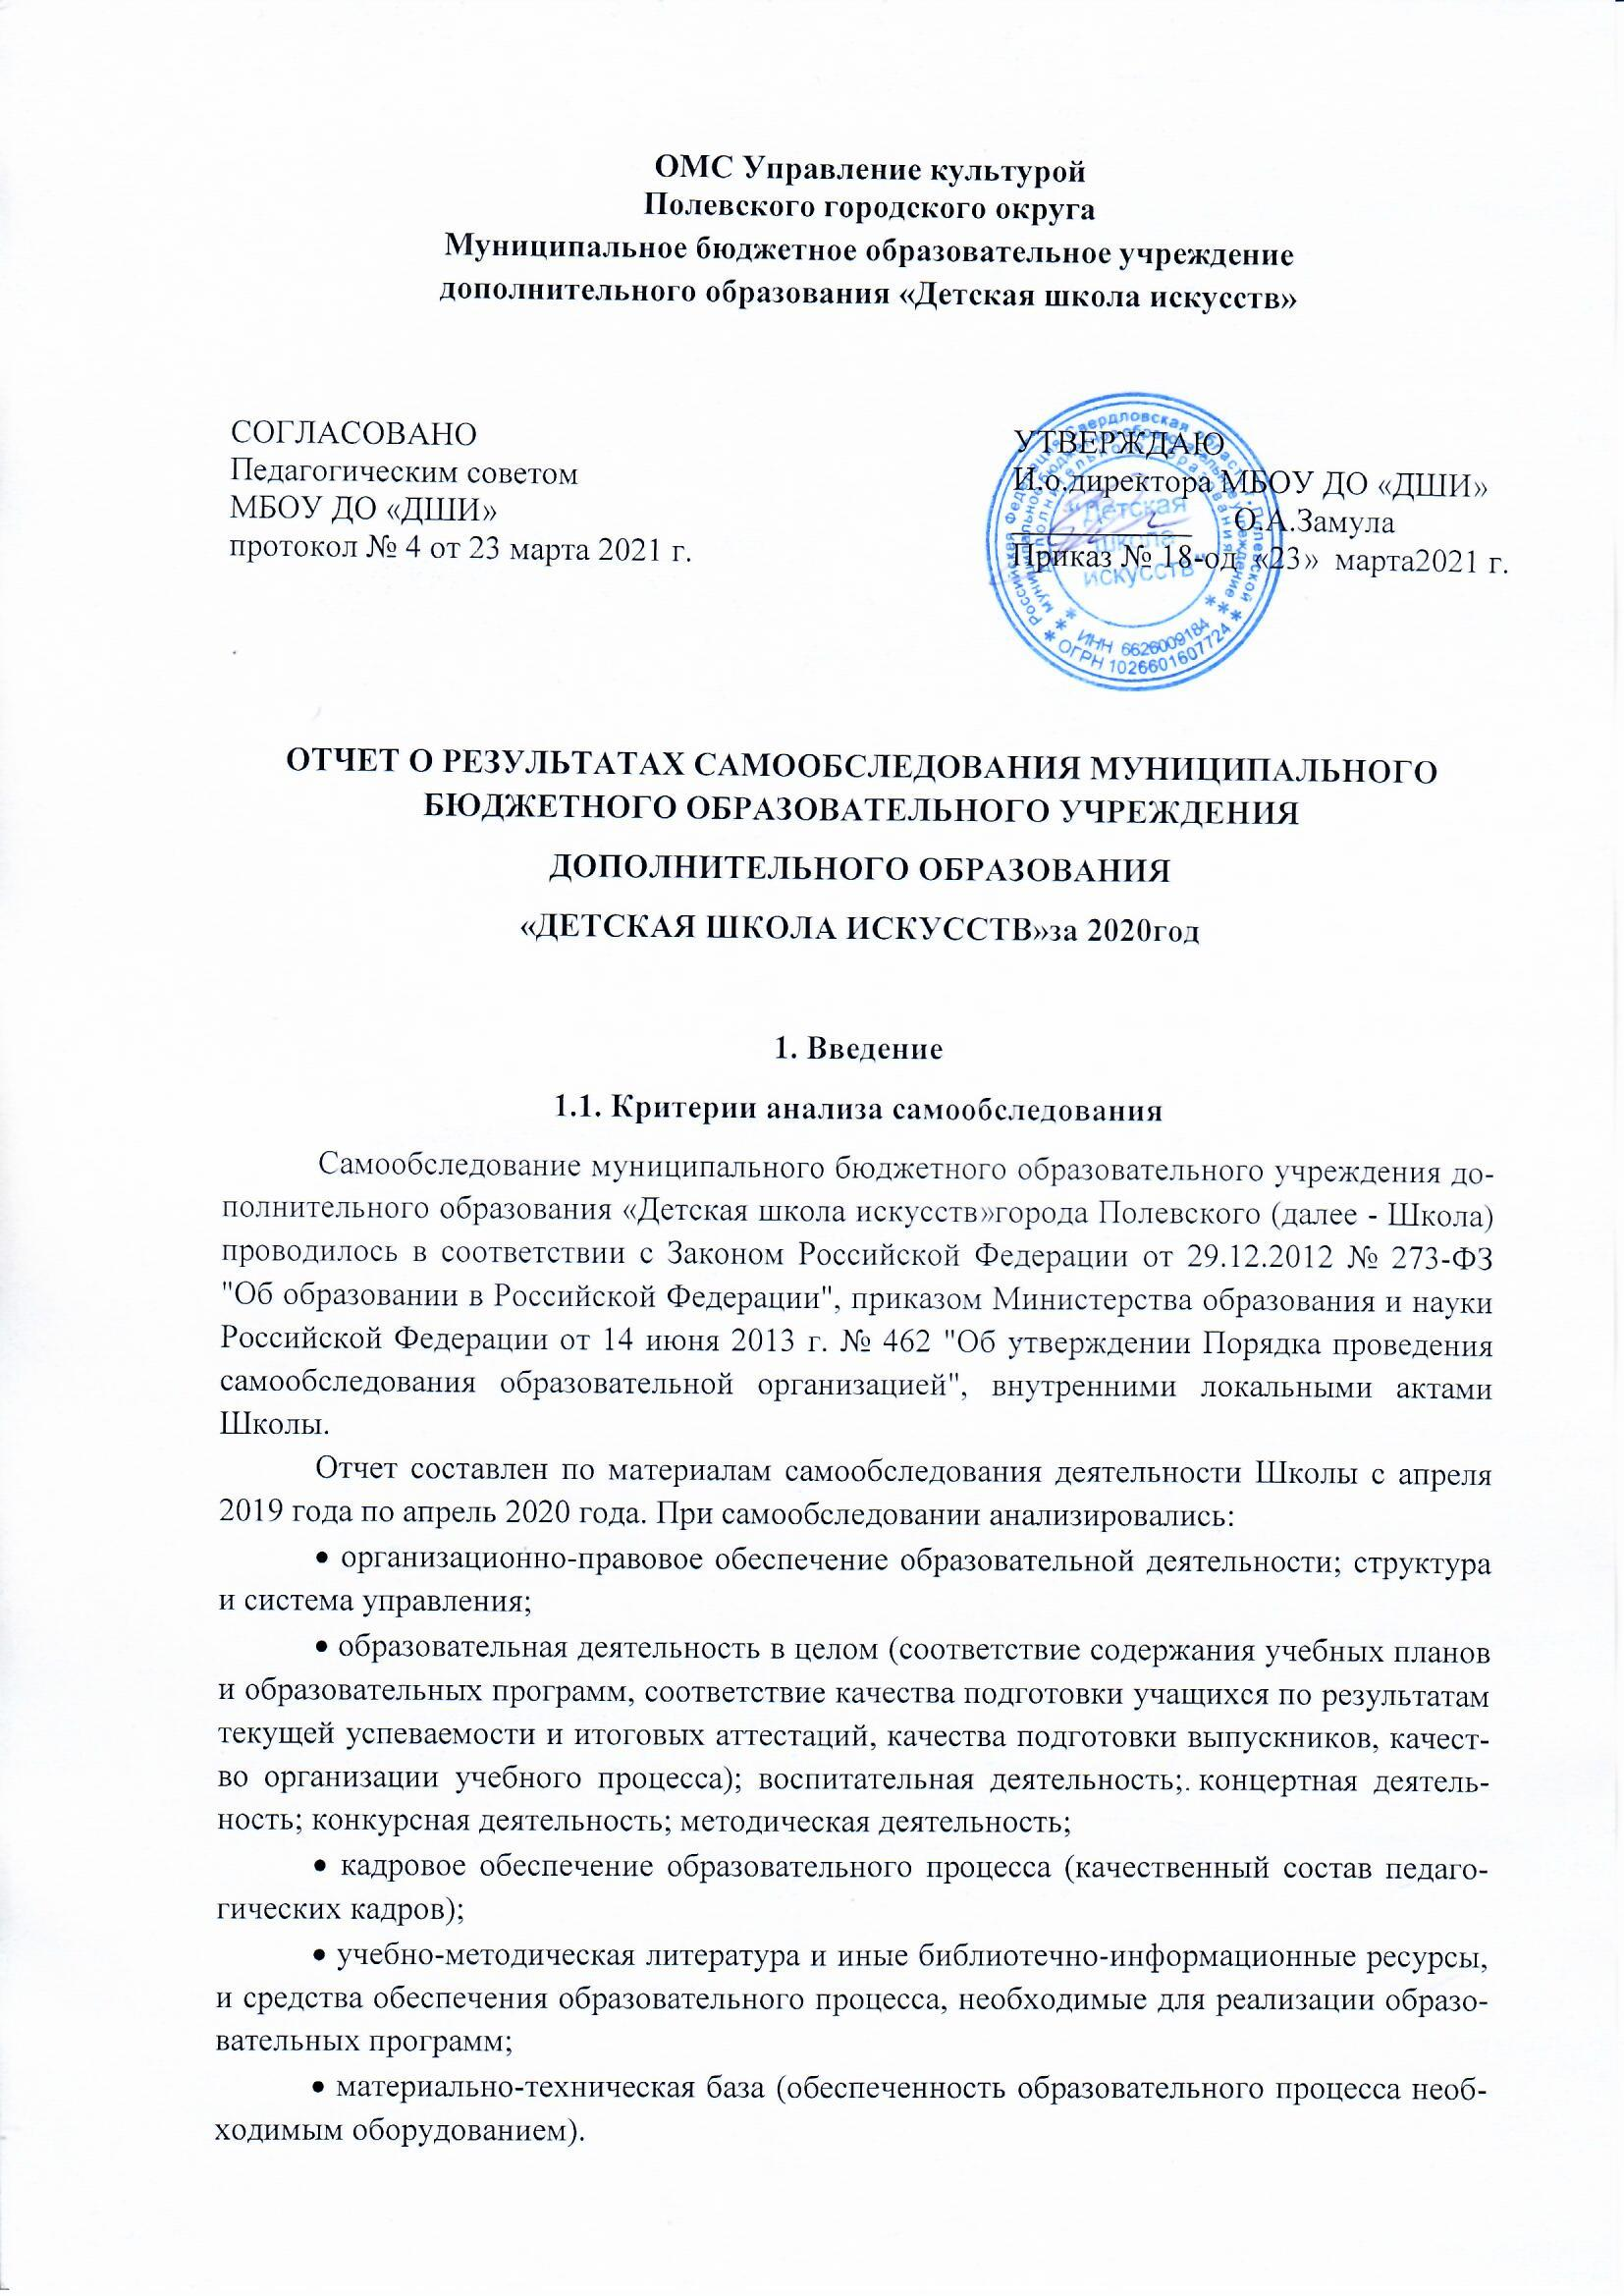 ОМС Управление культурой
Полевского городского округа
Муниципальное бюджетное образовательное учреждение
дополнительного образования «Детская школа искусств»
СОГЛАСОВАНО
Педагогическим советом
МБОУ ДО «ДШИ»
протокол № 4 от 23 марта 2021 г.
УТВЕРЖДАЮ
И.о.директора МБОУ ДО «ДШИ»
О.А.Замула
Приказ № 18-од «23» марта2021 г.
"Детская
школа
искусств"
ИНН 6626009184
ОГРН 1026601607724
ОТЧЕТ О РЕЗУЛЬТАТАХ САМООБСЛЕДОВАНИЯ МУНИЦИПАЛЬНОГО
БЮДЖЕТНОГО ОБРАЗОВАТЕЛЬНОГО УЧРЕЖДЕНИЯ
ДОПОЛНИТЕЛЬНОГО ОБРАЗОВАНИЯ
«ДЕТСКАЯ ШКОЛА ИСКУССТВ»за 2020год
1. Введение
1.1. Критерии анализа самообследования
Самообследование муниципального бюджетного образовательного учреждения до-
полнительного образования «Детская школа искусств»города Полевского (далее - Школа)
проводилось в соответствии с Законом Российской Федерации от 29.12.2012 № 273-ФЗ
"Об образовании в Российской Федерации", приказом Министерства образования и науки
Российской Федерации от 14 июня 2013 г. № 462 "Об утверждении Порядка проведения
самообследования образовательной организацией", внутренними локальными актами
Школы.
Отчет составлен по материалам самообследования деятельности Школы с апреля
2019 года по апрель 2020 года. При самообследовании анализировались:
• организационно-правовое обеспечение образовательной деятельности; структура
и система управления;
• образовательная деятельность в целом (соответствие содержания учебных планов
и образовательных программ, соответствие качества подготовки учащихся по результатам
текущей успеваемости и итоговых аттестаций, качества подготовки выпускников, качест-
во организации учебного процесса); воспитательная деятельность;. концертная деятель-
ность; конкурсная деятельность; методическая деятельность;
• кадровое обеспечение образовательного процесса (качественный состав педаго-
гических кадров);
• учебно-методическая литература и иные библиотечно-информационные ресурсы,
и средства обеспечения образовательного процесса, необходимые для реализации образо-
вательных программ;
• материально-техническая база (обеспеченность образовательного процесса необ-
ходимым оборудованием).